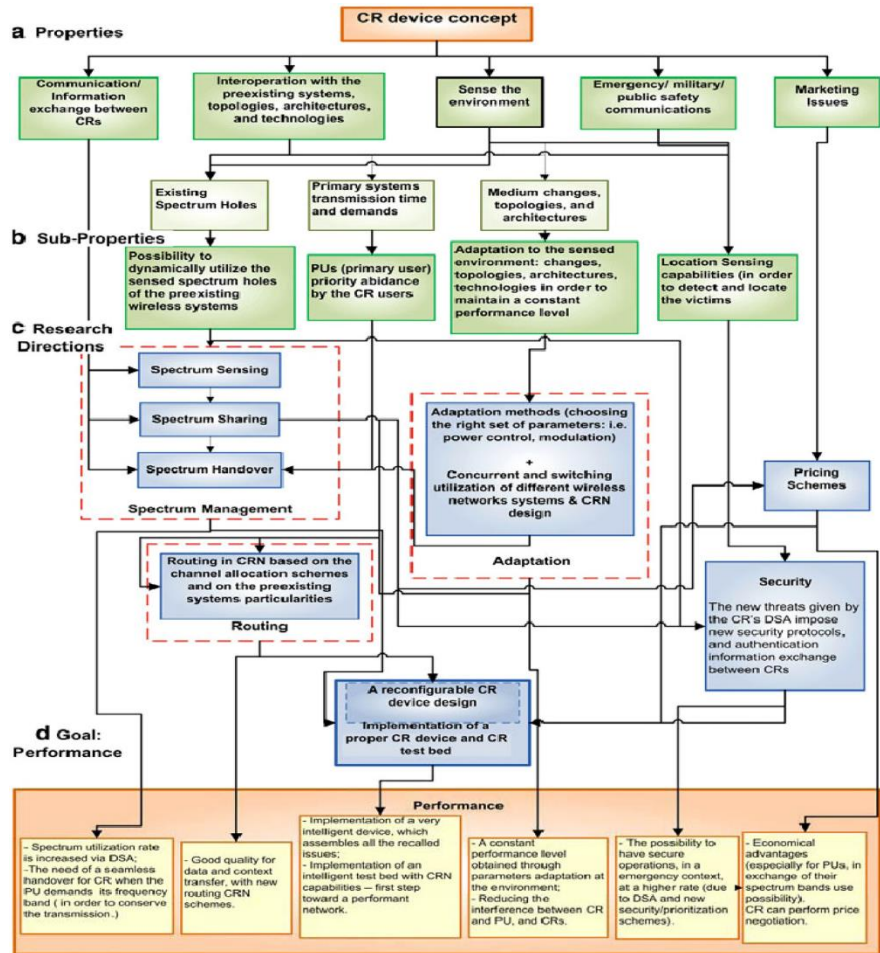 CR device concept
a Properties
Communication/
Information
exchange between
CRs
Interoperation with the
preexisting systems,
topologies, architectures,
and technologies
Sense the
environment
Emergency/ military/
public safety
communications
Marketing
Issues
Existing
Spectrum Holes
Primary systems
transmission time
and demands
Medium changes,
topologies, and
architectures
b Sub-Properties
Possibility to
dynamically utilize the
sensed spectrum holes
of the preexisting
wireless systems
PUs (primary user)
priority abidance
by the CR users
Adaptation to the sensed
environment: changes,
topologies, architectures,
technologies in order to
maintain a constant
performance level
Location Sensing
capabilities (in order
to detect and locate
the victims
c Research
Directions
Spectrum Sensing
Spectrum Sharing
Spectrum Handover
Spectrum Management
Adaptation methods (choosing
the right set of parameters: i.e.
power control, modulation)
+
Concurrent and switching
utilization of different wireless
networks systems & CRN
design
Adaptation
Pricing
Schemes
Routing in CRN based on the
channel allocation schemes
and on the preexisting
systems particularities
Routing
Security
The new threats given by
the CR's DSA impose
new security protocols,
and authentication
information exchange
between CRs
A reconfigurable CR
device design
Implementation of a
proper CR device and CR
test bed
d Goal:
Performance
Performance
- Spectrum utilization rate
is increased via DSA;
-The need of a seamless
handover for CR when the
PU demands its frequency
band ( in order to conserve
the transmission.)
- Good quality for
data and context
transfer, with new
routing CRN
schemes.
- Implementation of a very
intelligent device, which
assembles all the recalled
issues;
- Implementation of an
intelligent test bed with CRN
capabilities – first step
toward a performant
network.
- A constant
performance level
obtained through
parameters adaptation
at the environment;
- Reducing the
interference between CR
and PU, and iCRs.
- The possibility to
have secure
operations, in a
emergency context,
at a higher rate (due
to DSA and new
security/prioritization
schemes).
- Economical
advantages
(especially for PUs, in
exchange of their
spectrum bands use
possibility).
CR can perform price
negotiation.